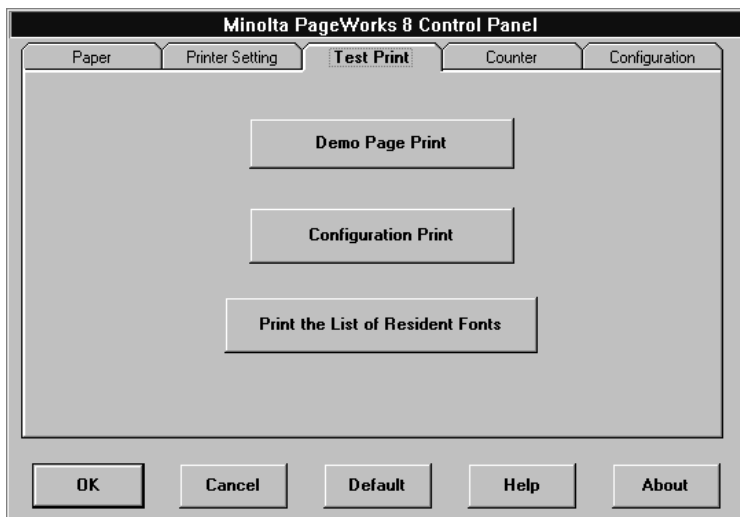 Minolta PageWorks 8 Control Panel
Paper Printer Setting Test Print Counter Configuration
Demo Page Print
Configuration Print
Print the List of Resident Fonts
OK Cancel Default Help About